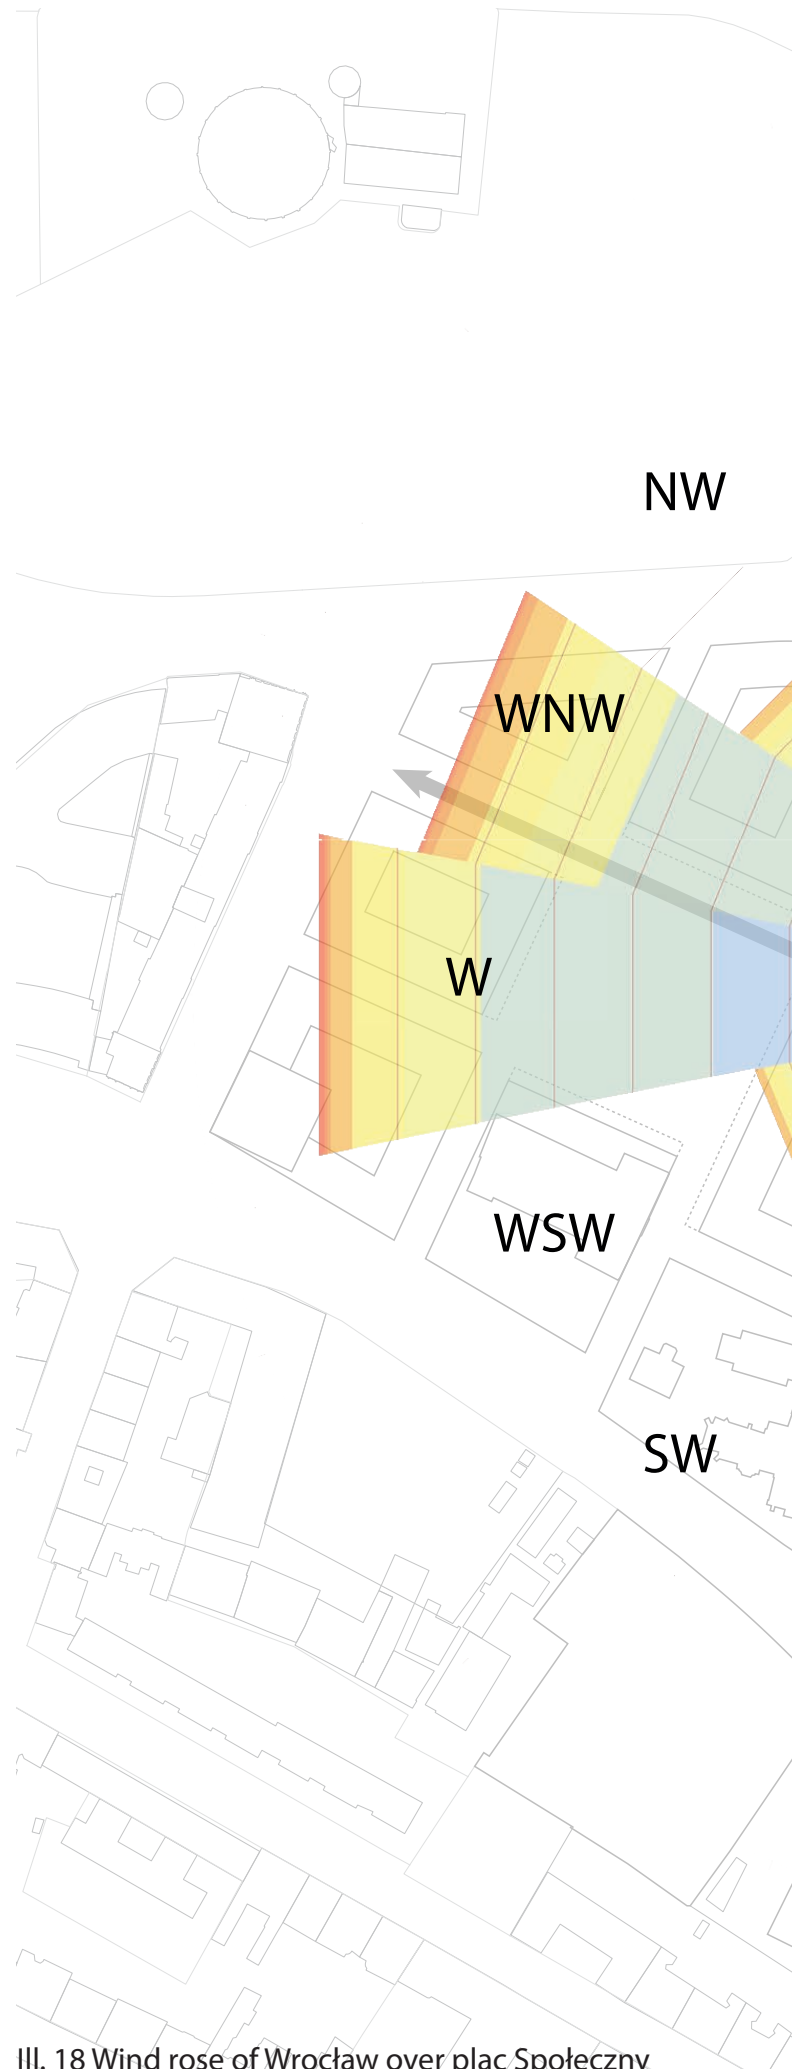 NW
WNW
W
WSW
SW
Ill. 18 Wind rose of Wrocław over plac Społeczny